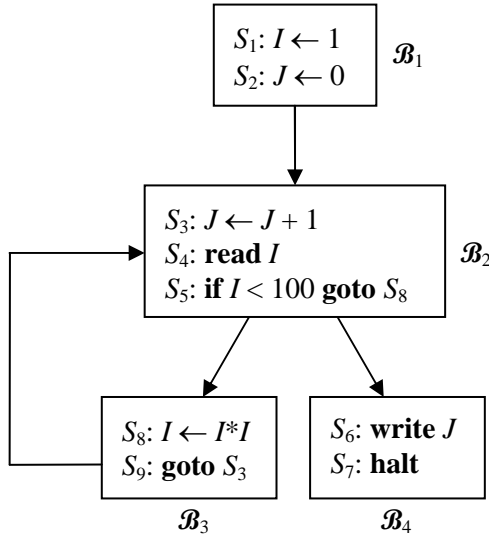 S₁: I ← 1
S₂: J ← 0
ℬ₁
S₃: J ← J + 1
S₄: read I
S₅: if I < 100 goto S₈
ℬ₂
S₈: I ← I*I
S₉: goto S₃
ℬ₃
S₆: write J
S₇: halt
ℬ₄